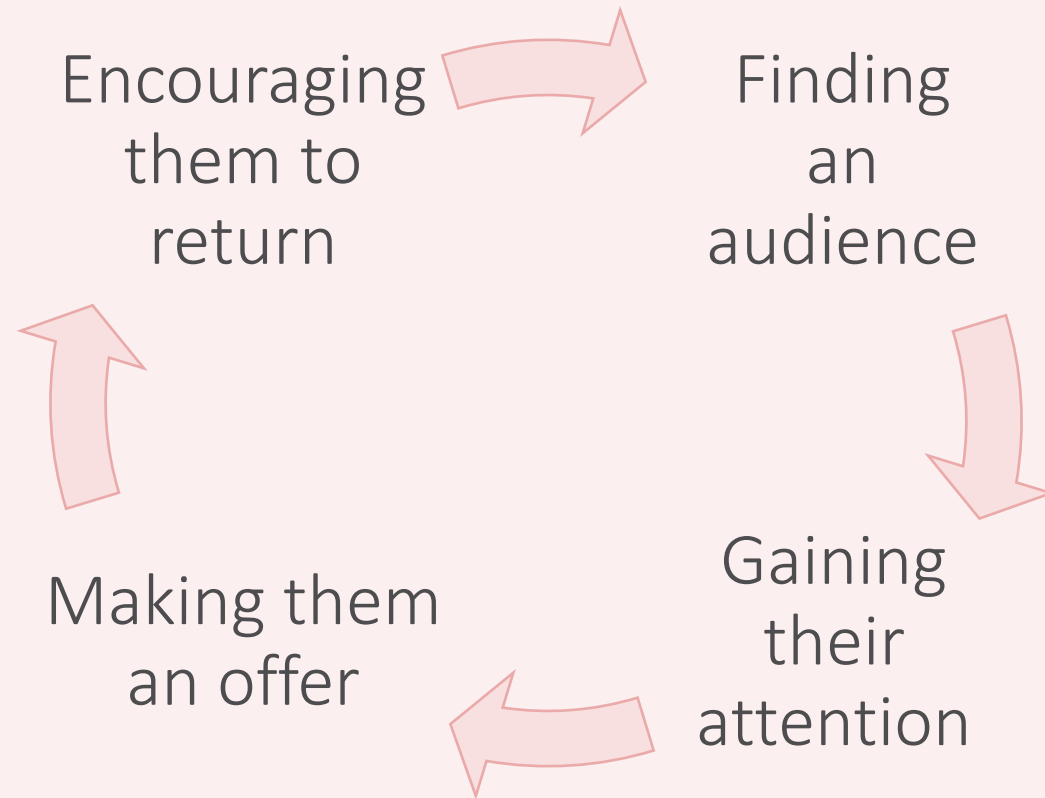 Encouraging
them to
return
Finding
an
audience
Gaining
their
attention
Making them
an offer